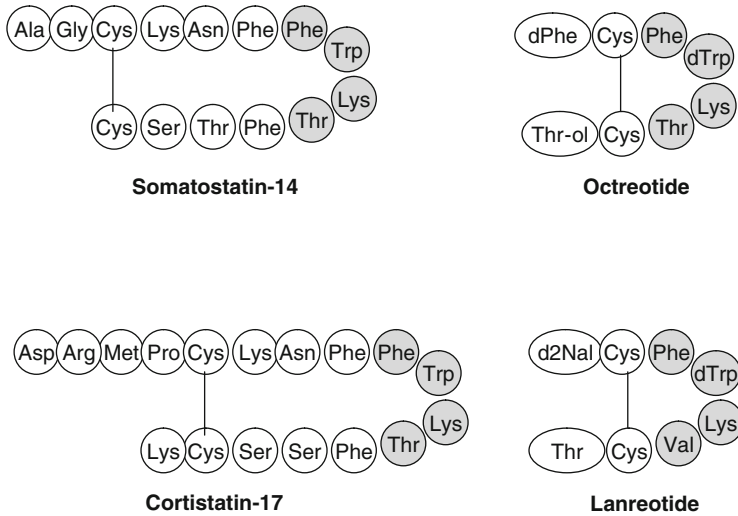 Ala Gly Cys Lys Asn Phe Phe Trp Lys
Cys Ser Thr Phe Thr
Somatostatin-14
dPhe Cys Phe dTrp Lys
Thr-ol Cys Thr
Octreotide
Asp Arg Met Pro Cys Lys Asn Phe Phe Trp Lys
Lys Cys Ser Ser Phe Thr
Cortistatin-17
d2Nal Cys Phe dTrp Lys
Thr Cys Val
Lanreotide